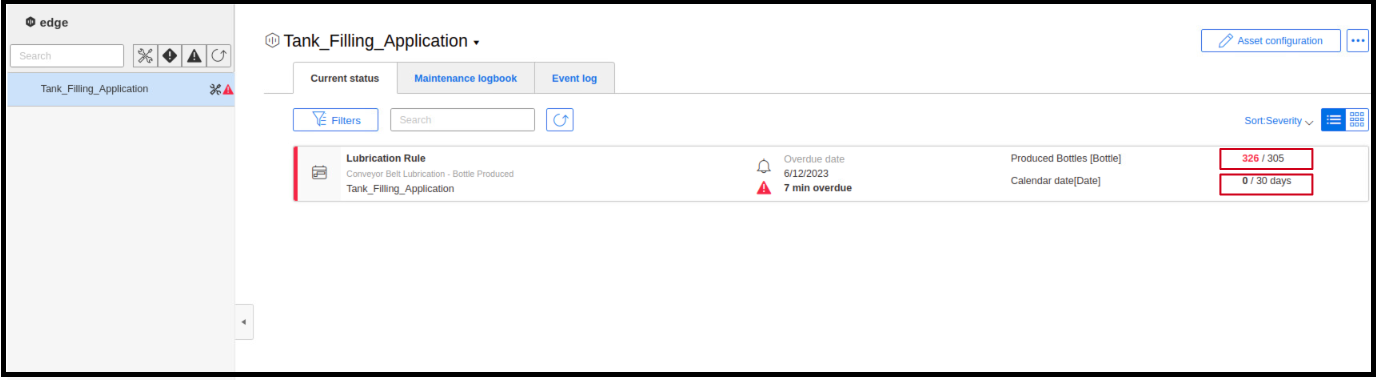 edge
Search
Tank_Filling_Application
Tank_Filling_Application
Asset configuration
Current status
Maintenance logbook
Event log
Filters
Search
Sort:Severity
Lubrication Rule
Conveyor Belt Lubrication - Bottle Produced
Tank_Filling_Application
Overdue date
6/12/2023
7 min overdue
Produced Bottles [Bottle]
326 / 305
Calendar date[Date]
0 / 30 days